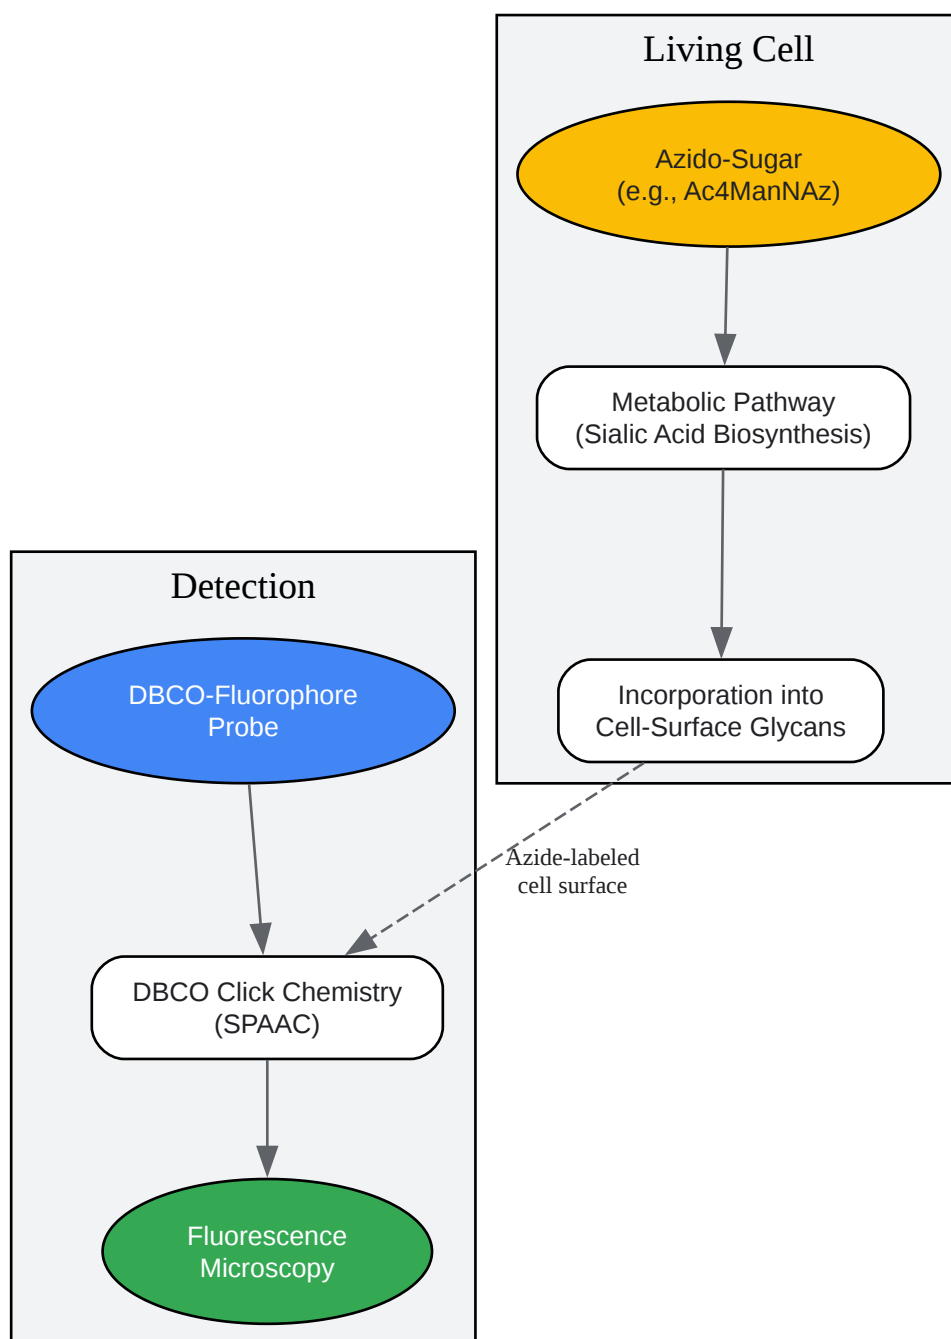 Living Cell
Azido-Sugar
(e.g., Ac4ManNAz)
Metabolic Pathway
(Sialic Acid Biosynthesis)
Incorporation into
Cell-Surface Glycans
Azide-labeled
cell surface
Detection
DBCO-Fluorophore
Probe
DBCO Click Chemistry
(SPAAC)
Fluorescence
Microscopy